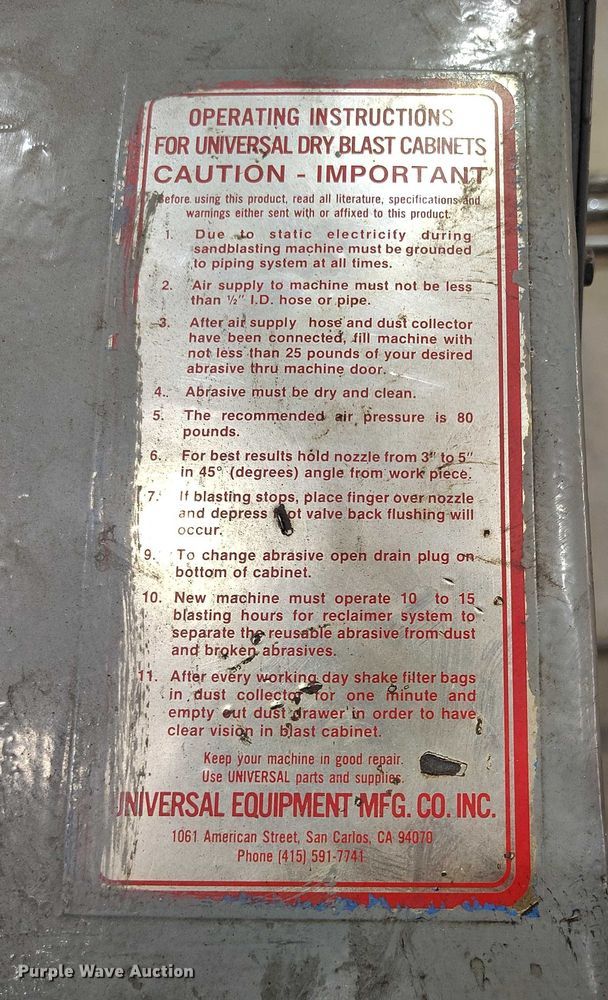 OPERATING INSTRUCTIONS
FOR UNIVERSAL DRY BLAST CABINETS
CAUTION - IMPORTANT
Before using this product, read all literature, specifications and
warnings either sent with or affixed to this product.
1. Due to static electricity during
sandblasting machine must be grounded
to piping system at all times.
2. Air supply to machine must not be less
than ½" I.D. hose or pipe.
3. After air supply hose and dust collector
have been connected, fill machine with
not less than 25 pounds of your desired
abrasive thru machine door.
4. Abrasive must be dry and clean.
5. The recommended air pressure is 80
pounds.
6. For best results hold nozzle from 3" to 5"
in 45° (degrees) angle from work piece.
7. If blasting stops, place finger over nozzle
and depress foot valve back flushing will
occur.
9. To change abrasive open drain plug on
bottom of cabinet.
10. New machine must operate 10 to 15
blasting hours for reclaimer system to
separate the reusable abrasive from dust
and broken abrasives.
11. After every working day shake filter bags
in dust collector for one minute and
empty out dust drawer in order to have
clear vision in blast cabinet.
Keep your machine in good repair.
Use UNIVERSAL parts and supplies.
UNIVERSAL EQUIPMENT MFG. CO. INC.
1061 American Street, San Carlos, CA 94070
Phone (415) 591-7741
Purple Wave Auction